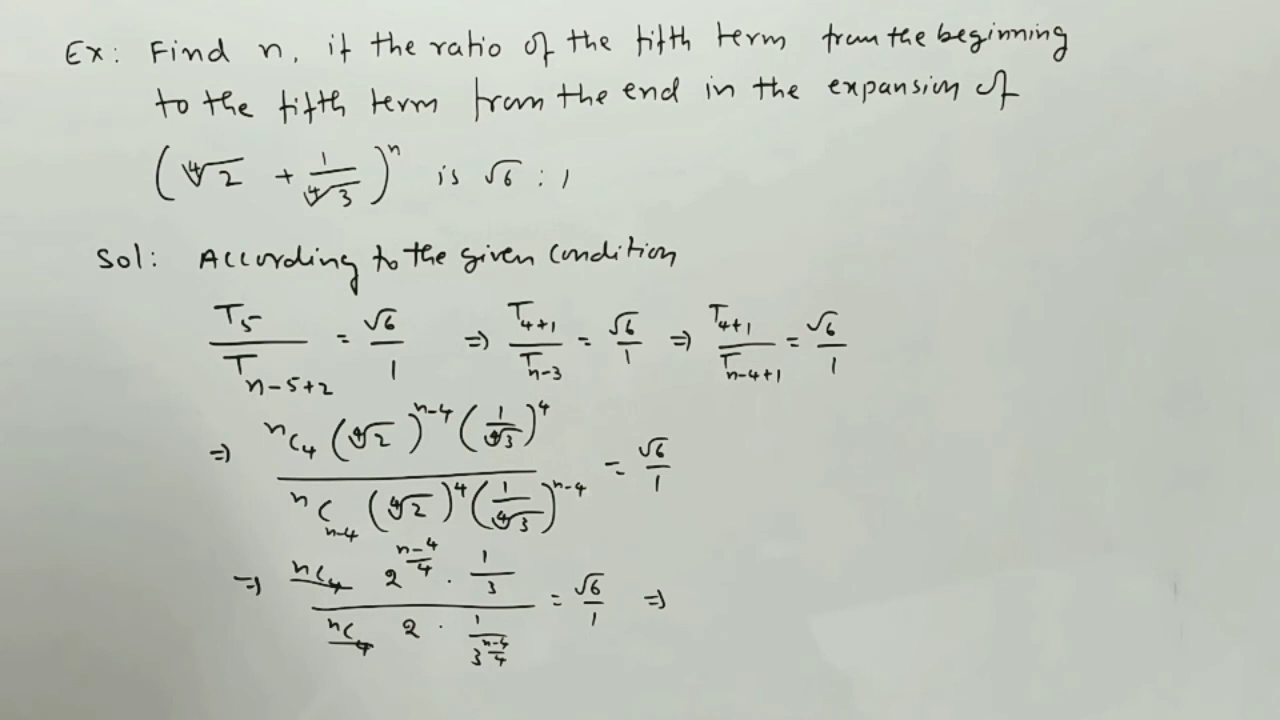 Ex: Find n, if the ratio of the fifth term from the beginning
to the fifth term from the end in the expansion of
(∜2 + 1/∜3)ⁿ is √6 : 1
Sol: According to the given condition
T₅/T_{n-5+2} = √6/1 ⇒ T_{4+1}/T_{n-3} = √6/1 ⇒ T_{4+1}/T_{n-4+1} = √6/1
⇒ ⁿC₄ (∜2)^{n-4} (1/∜3)^4 / ⁿC_{n-4} (∜2)^4 (1/∜3)^{n-4} = √6/1
⇒ ⁿC₄ 2^{(n-4)/4} · 1/3 / ⁿC₄ 2 · 1/3^{(n-4)/4} = √6/1 ⇒